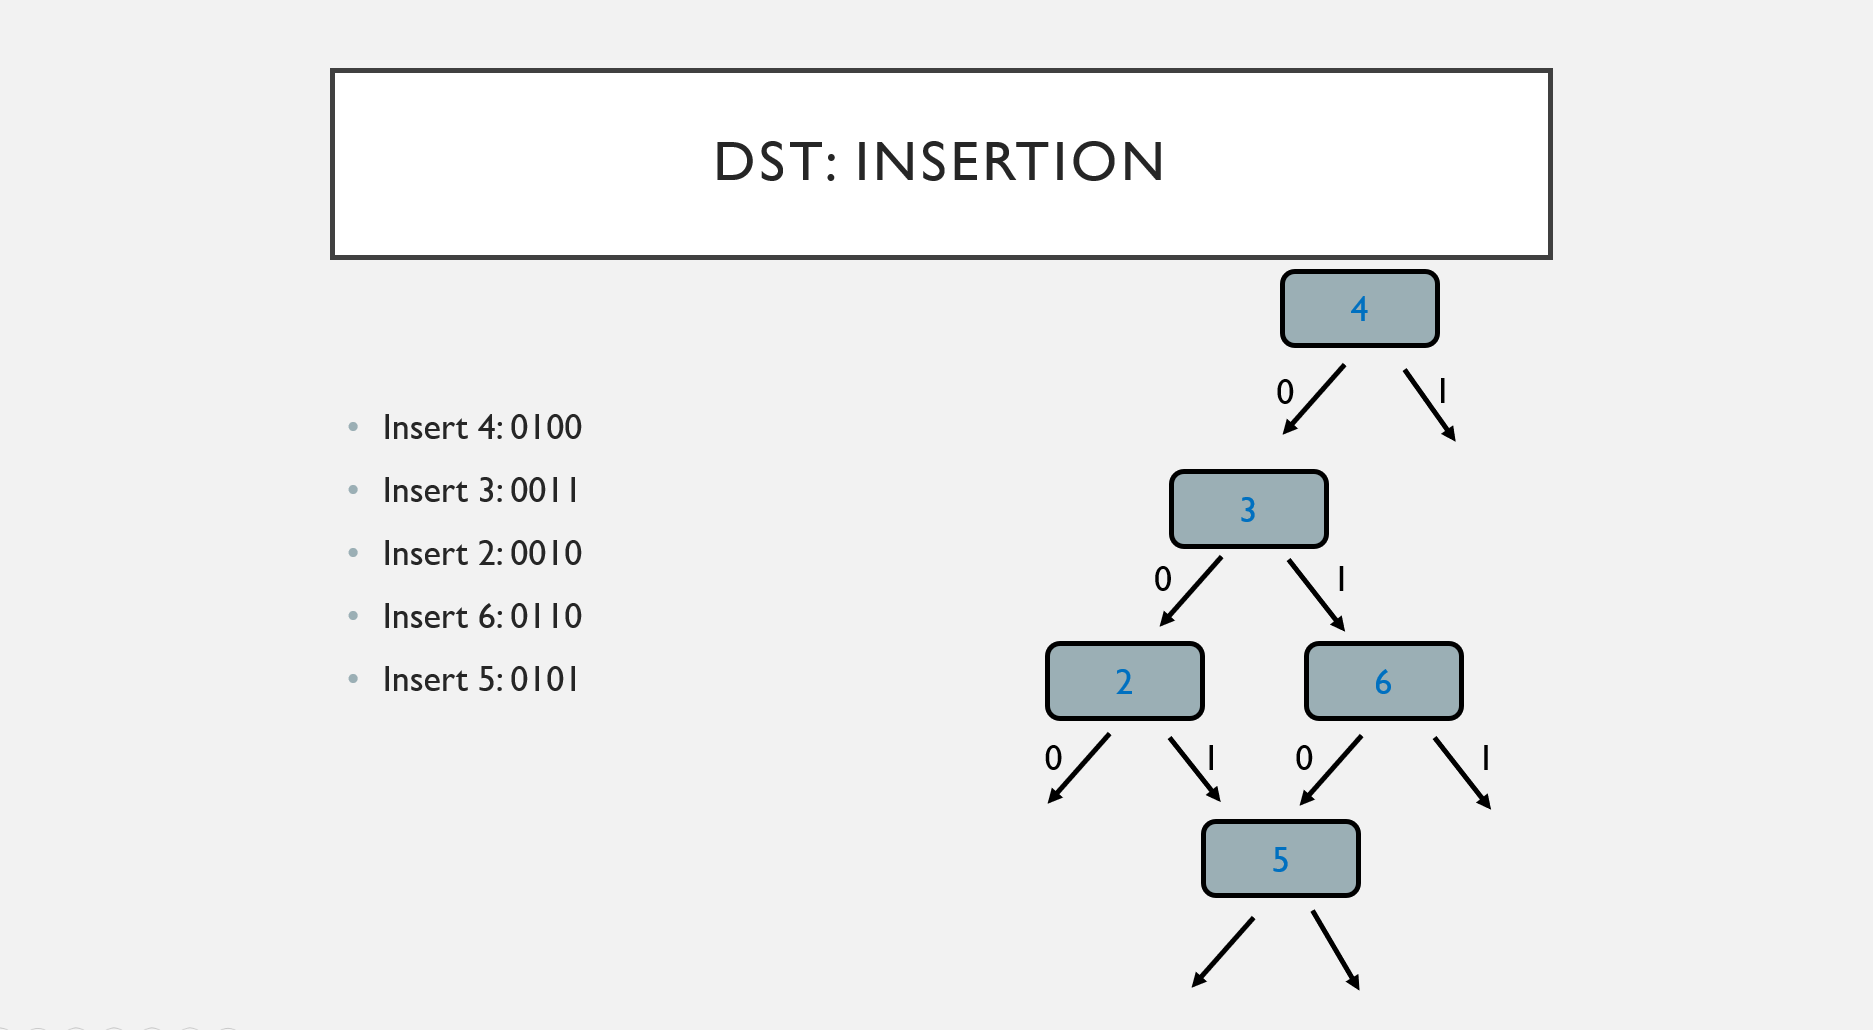 DST: INSERTION
• Insert 4: 0100
• Insert 3: 0011
• Insert 2: 0010
• Insert 6: 0110
• Insert 5: 0101
4
0 1
3
0 1
2 6
0 1 0 1
5